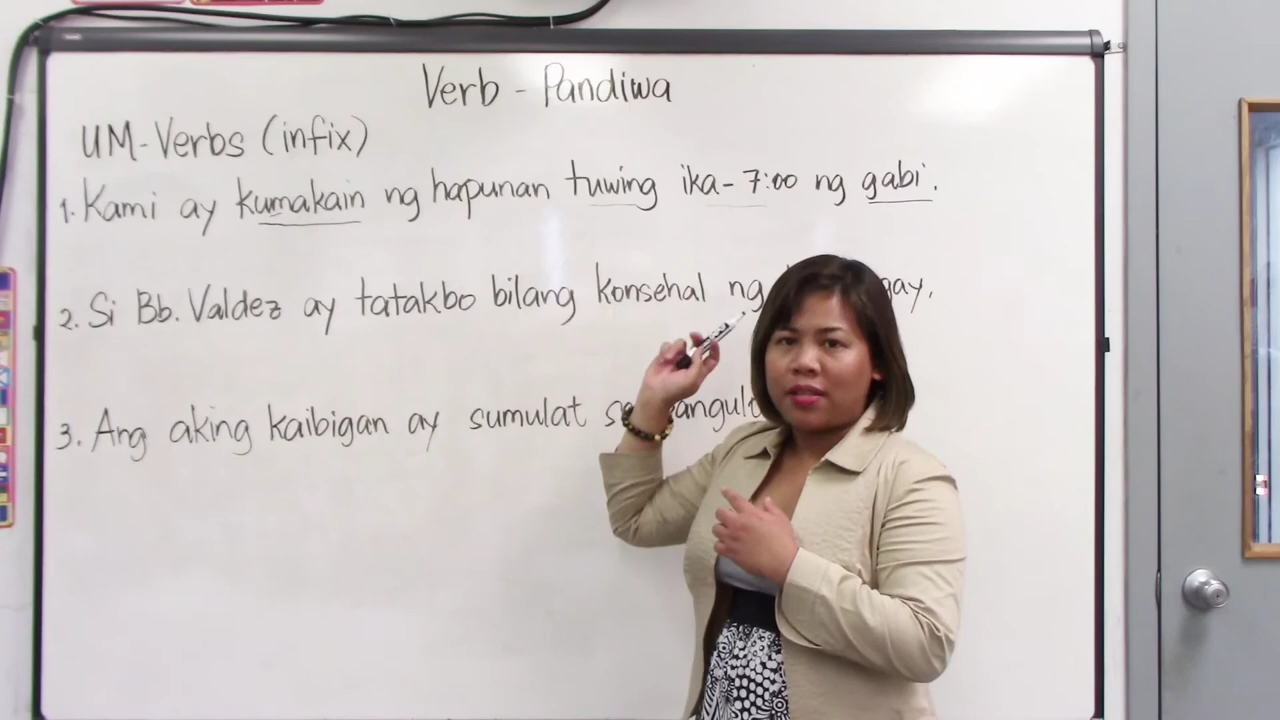 Verb - Pandiwa
UM-Verbs (infix)
1. Kami ay kumakain ng hapunan tuwing ika-7:00 ng gabi.
2. Si Bb. Valdez ay tatakbo bilang konsehal ng
3. Ang aking kaibigan ay sumulat